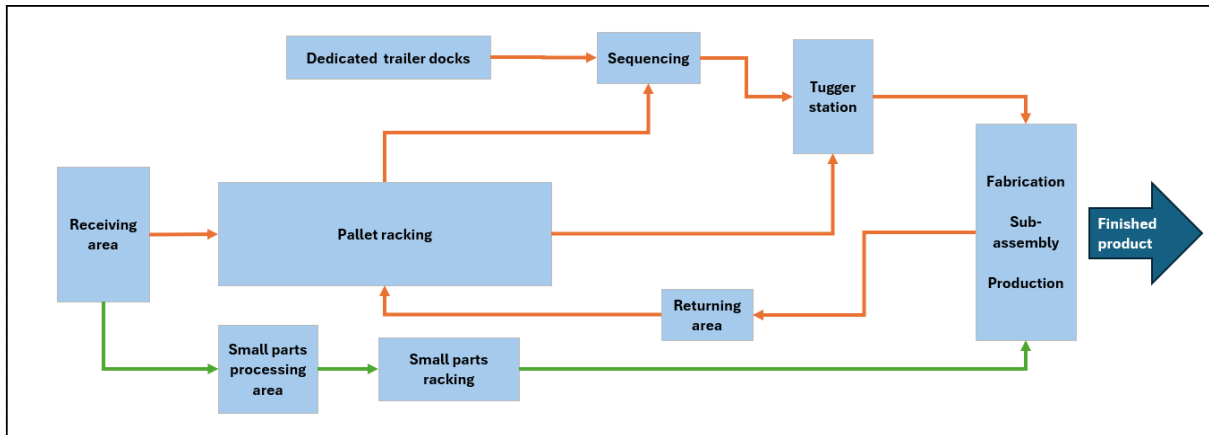 Dedicated trailer docks
Sequencing
Tugger
station
Receiving
area
Pallet racking
Fabrication
Sub-
assembly
Production
Finished
product
Returning
area
Small parts
processing
area
Small parts
racking